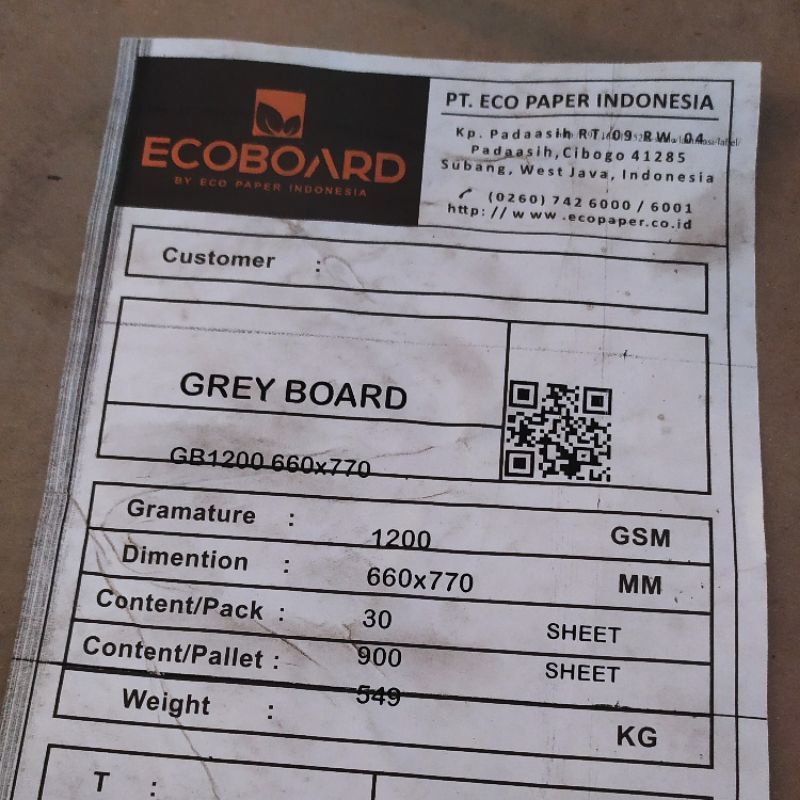 ECOBOARD
BY ECO PAPER INDONESIA
PT. ECO PAPER INDONESIA
Kp. Padaasih RT. 09 RW. 04
Padaasih,Cibogo 41285
Subang, West Java, Indonesia
(0260) 742 6000 / 6001
http: // w ww .ecopaper.co.id
Customer :
GREY BOARD
GB1200 660x770
Gramature : 1200 GSM
Dimention : 660x770 MM
Content/Pack : 30 SHEET
Content/Pallet : 900 SHEET
Weight : 549 KG
T :